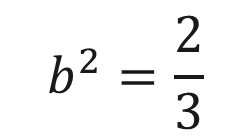 b² = 2/3